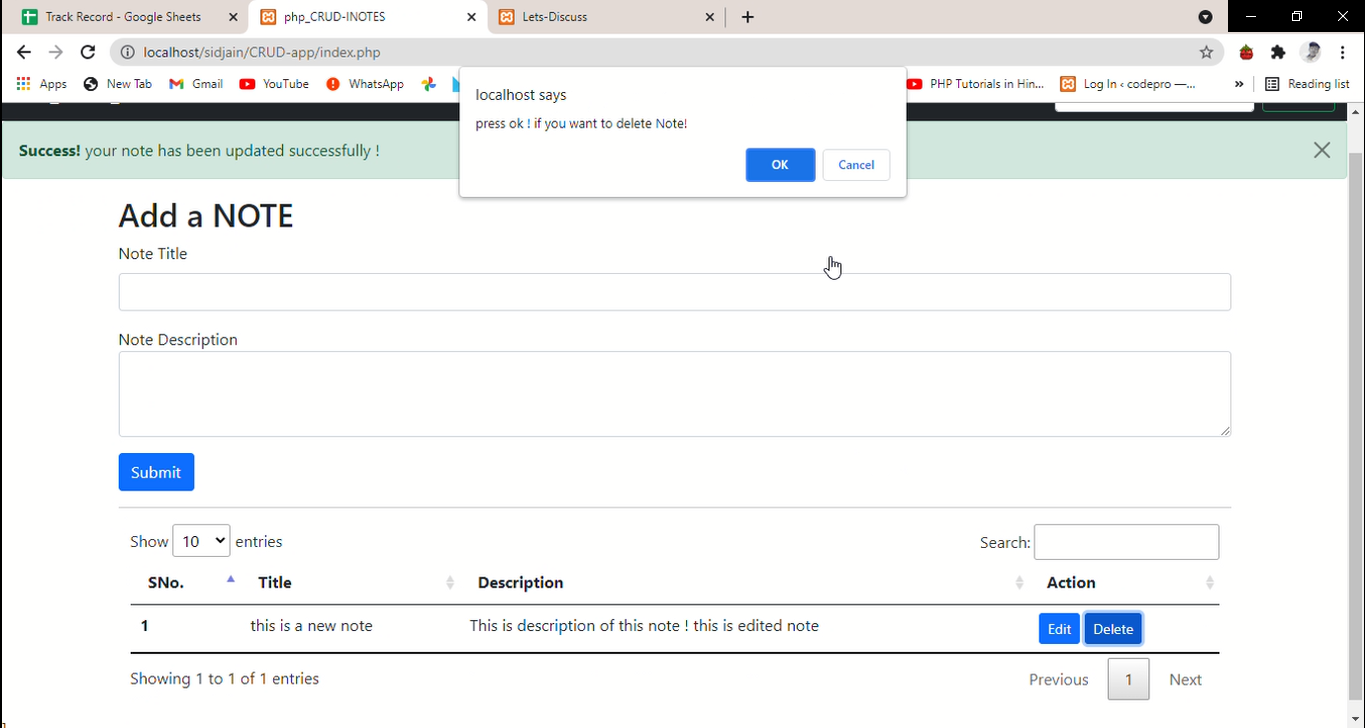 Track Record - Google Sheets
php_CRUD-INOTES
Lets-Discuss
localhost/sidjain/CRUD-app/index.php
Apps
New Tab
Gmail
YouTube
WhatsApp
PHP Tutorials in Hin...
Log In ‹ codepro —...
»
Reading list
localhost says
press ok ! if you want to delete Note!
OK
Cancel
Success! your note has been updated successfully !
Add a NOTE
Note Title
Note Description
Submit
Show 10 entries
Search:
SNo. Title Description Action
1 this is a new note This is description of this note ! this is edited note Edit Delete
Showing 1 to 1 of 1 entries
Previous 1 Next